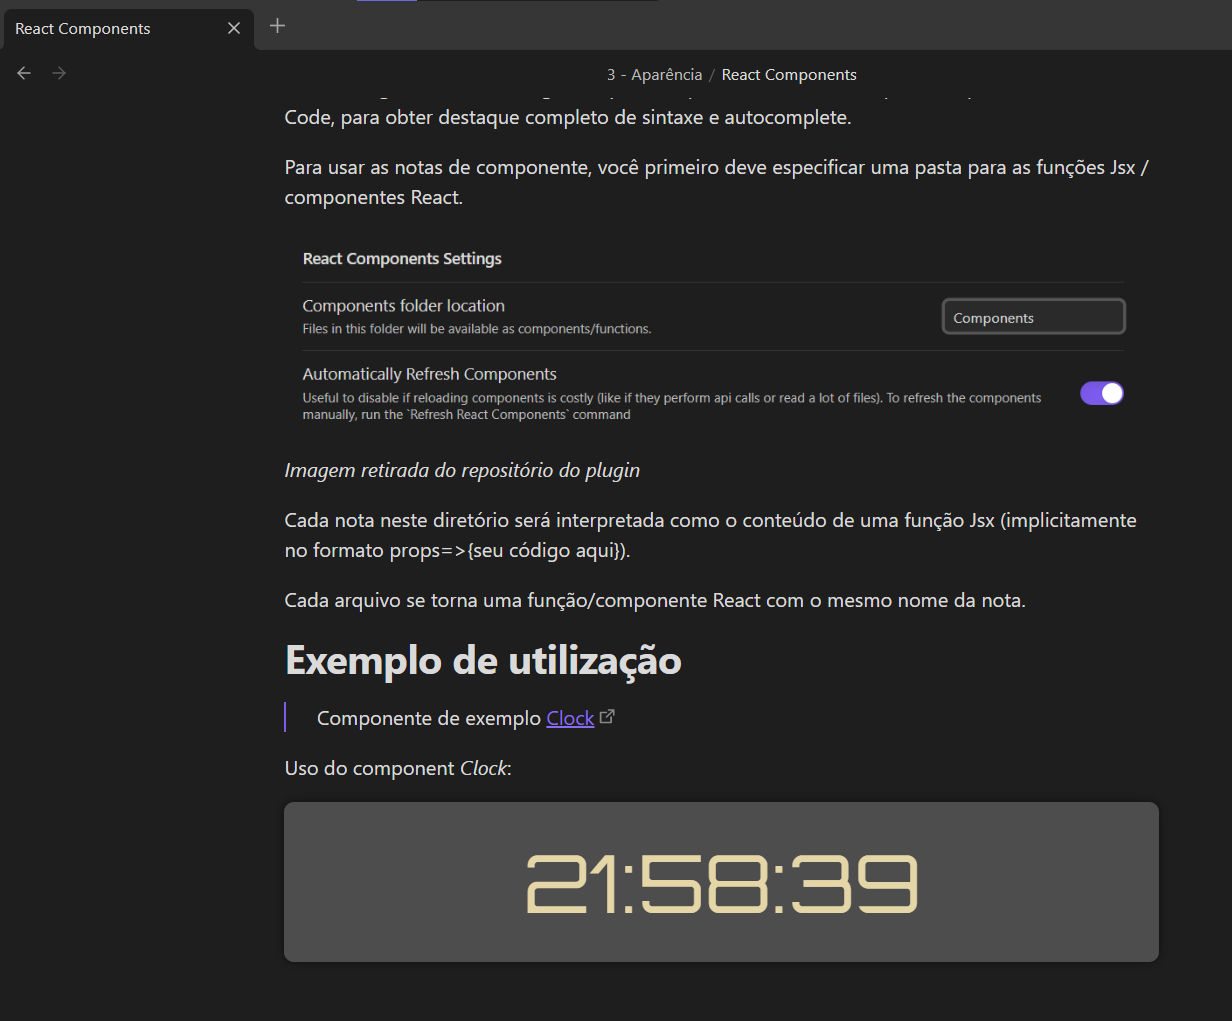 React Components
3 - Aparência / React Components
Code, para obter destaque completo de sintaxe e autocomplete.
Para usar as notas de componente, você primeiro deve especificar uma pasta para as funções Jsx /
componentes React.
React Components Settings
Components folder location
Files in this folder will be available as components/functions.
Components
Automatically Refresh Components
Useful to disable if reloading components is costly (like if they perform api calls or read a lot of files). To refresh the components
manually, run the `Refresh React Components` command
Imagem retirada do repositório do plugin
Cada nota neste diretório será interpretada como o conteúdo de uma função Jsx (implicitamente
no formato props=>{seu código aqui}).
Cada arquivo se torna uma função/componente React com o mesmo nome da nota.
Exemplo de utilização
Componente de exemplo Clock
Uso do component Clock:
21:58:39